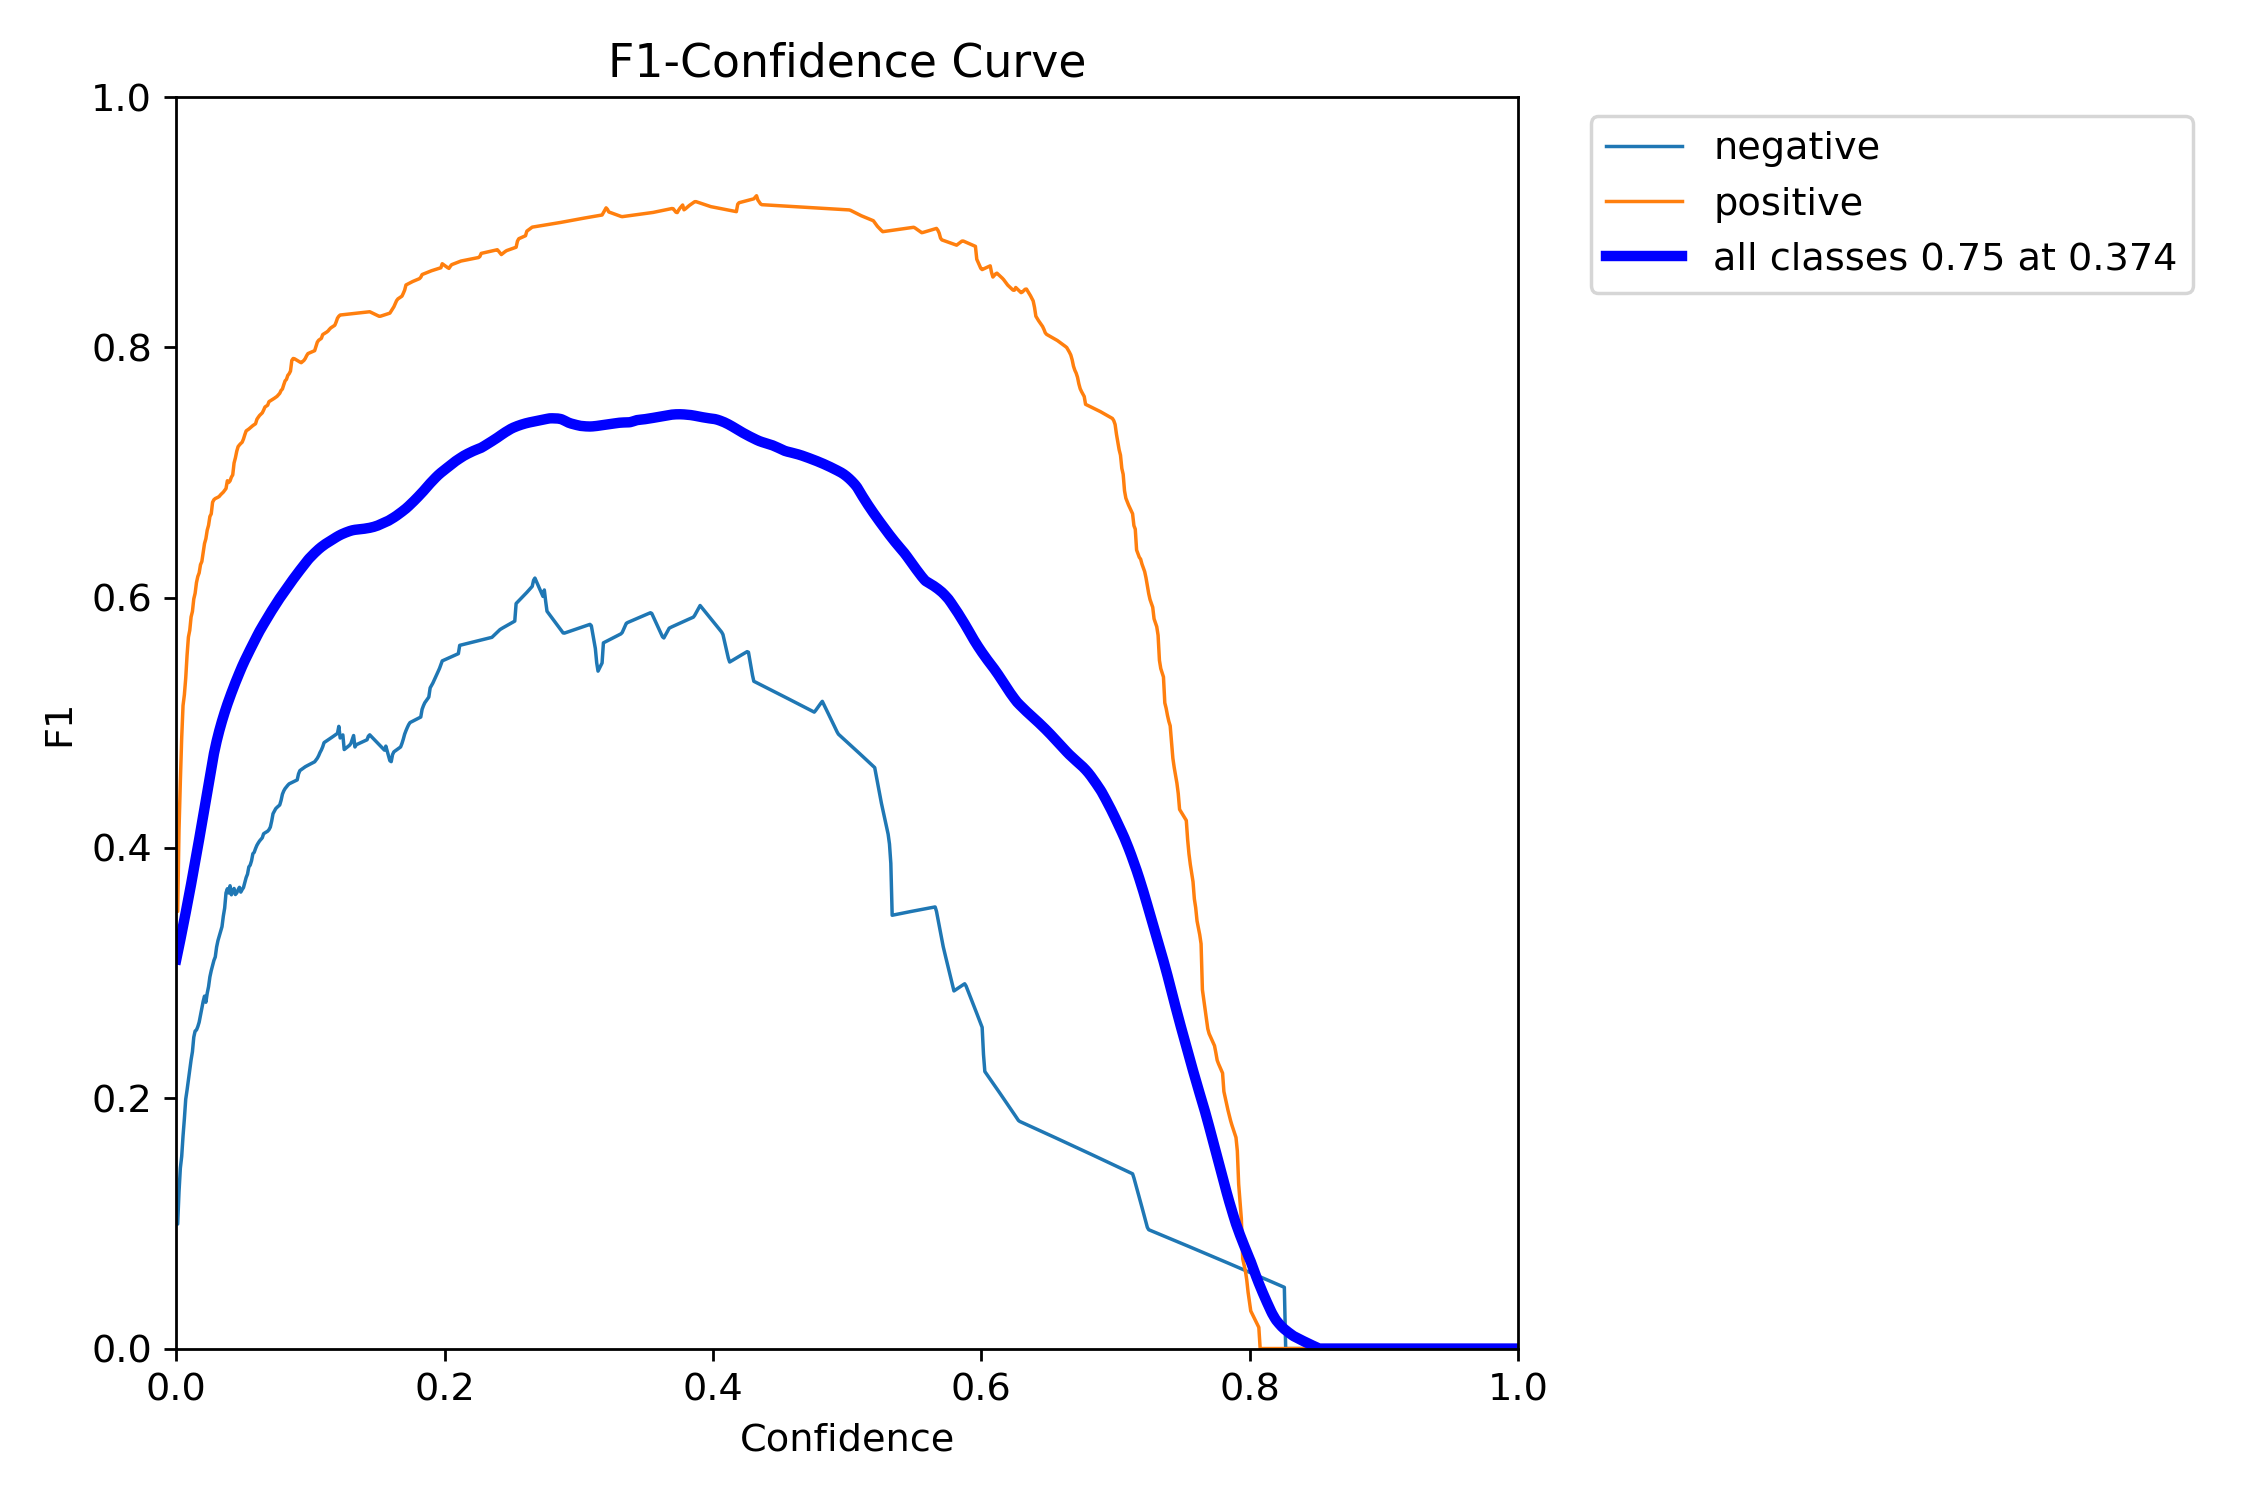 F1-Confidence Curve
1.0
0.8
0.6
0.4
0.2
0.0
F1
0.0 0.2 0.4 0.6 0.8 1.0
Confidence
negative
positive
all classes 0.75 at 0.374